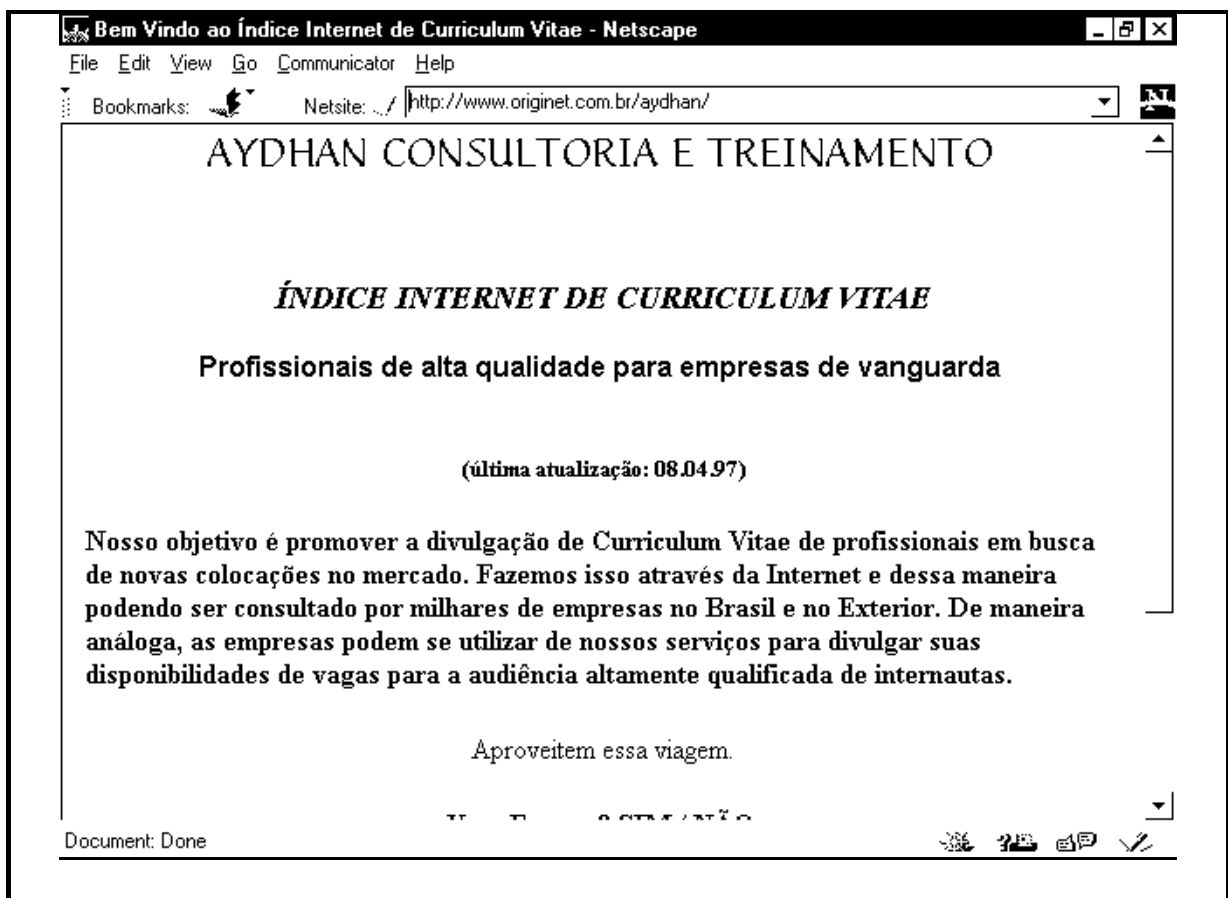 Bem Vindo ao Índice Internet de Curriculum Vitae - Netscape
File Edit View Go Communicator Help
Bookmarks: Netsite: http://www.originet.com.br/aydhan/
AYDHAN CONSULTORIA E TREINAMENTO
ÍNDICE INTERNET DE CURRICULUM VITAE
Profissionais de alta qualidade para empresas de vanguarda
(última atualização: 08.04.97)
Nosso objetivo é promover a divulgação de Curriculum Vitae de profissionais em busca
de novas colocações no mercado. Fazemos isso através da Internet e dessa maneira
podendo ser consultado por milhares de empresas no Brasil e no Exterior. De maneira
análoga, as empresas podem se utilizar de nossos serviços para divulgar suas
disponibilidades de vagas para a audiência altamente qualificada de internautas.
Aproveitem essa viagem.
Document: Done